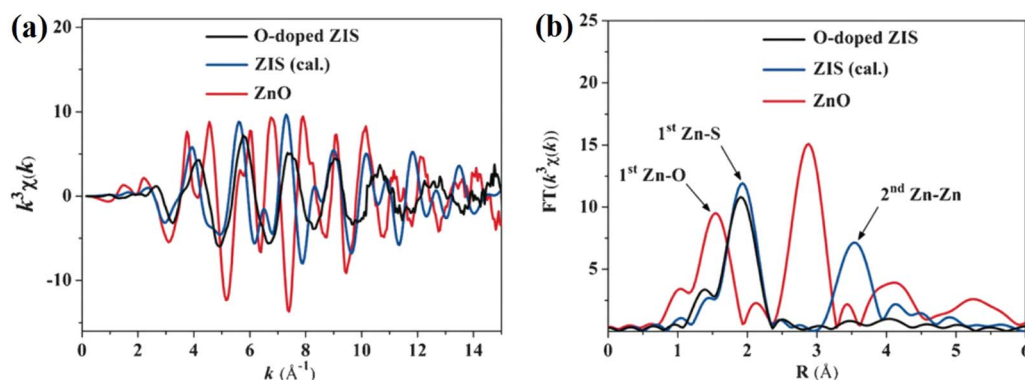 (a)
20
10
0
-10
k³χ(k)
O-doped ZIS
ZIS (cal.)
ZnO
0 2 4 6 8 10 12 14
k (Å⁻¹)
(b)
25
20
15
10
5
0
FT(k³χ(k))
O-doped ZIS
ZIS (cal.)
ZnO
1st Zn-S
1st Zn-O
2nd Zn-Zn
0 1 2 3 4 5 6
R (Å)